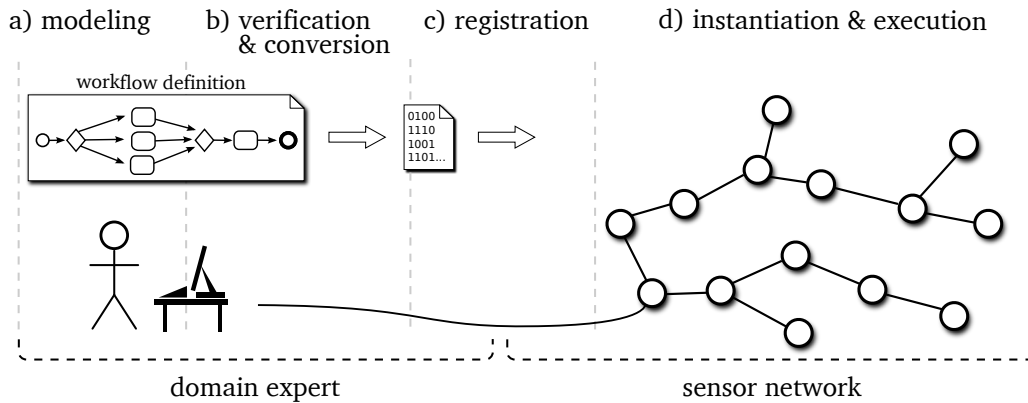 a) modeling
b) verification
& conversion
c) registration
d) instantiation & execution
workflow definition
0100
1110
1001
1101...
domain expert
sensor network